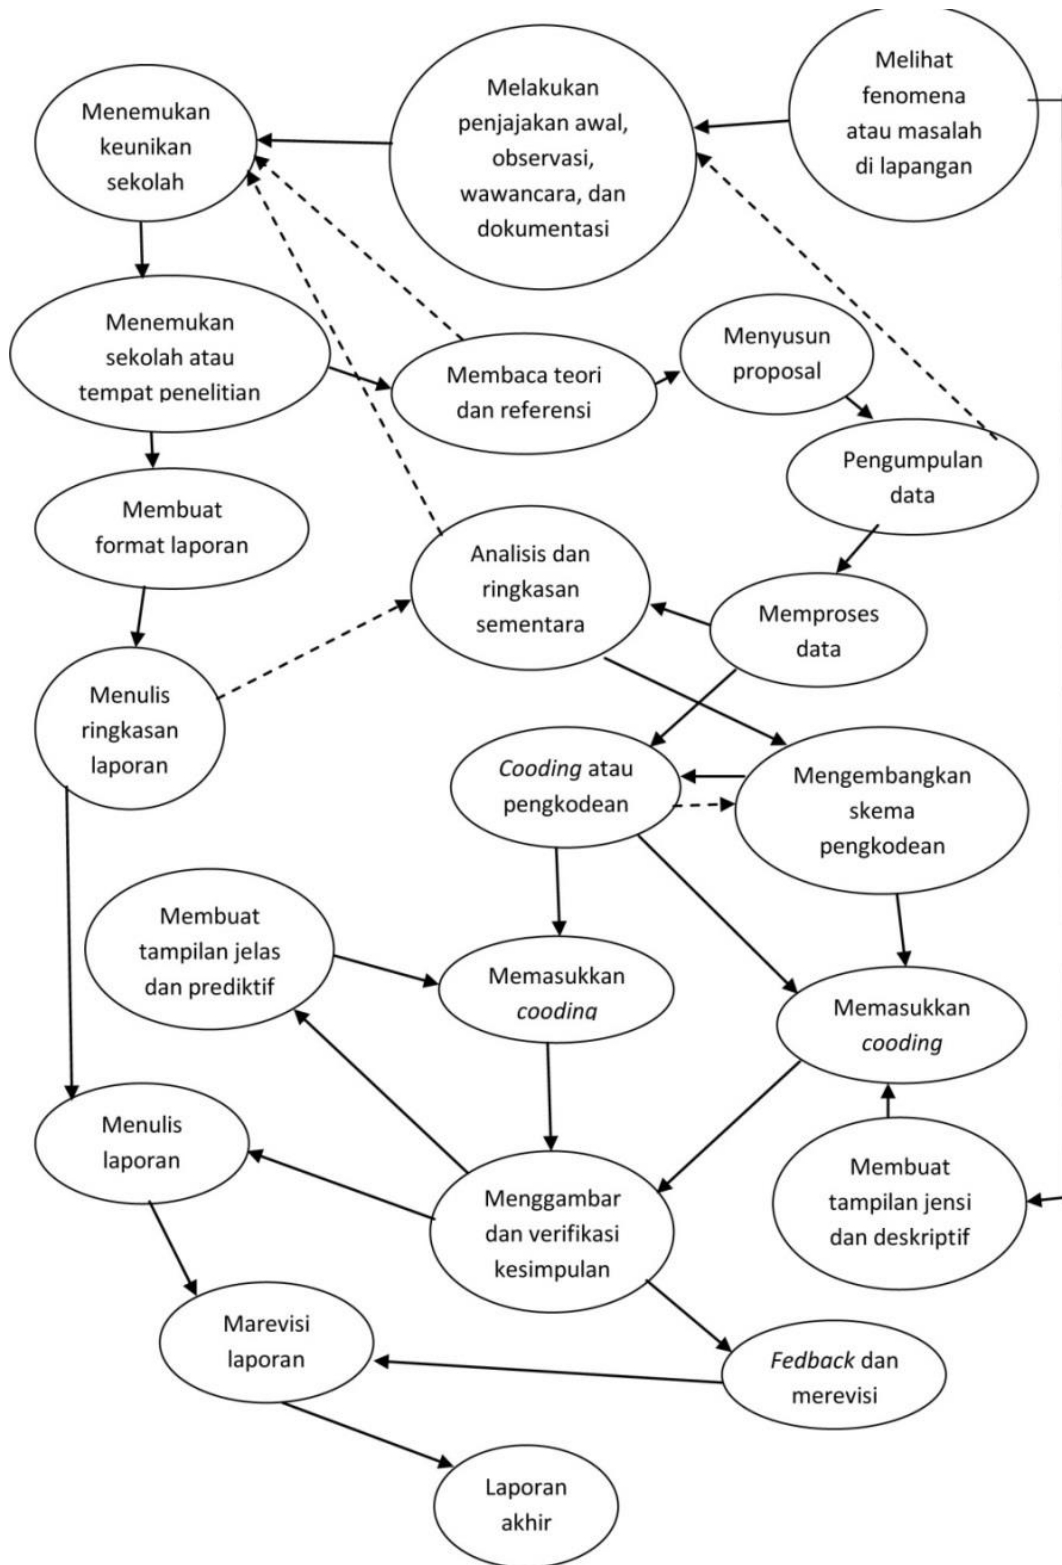 Melihat
fenomena
atau masalah
di lapangan
Melakukan
penjajakan awal,
observasi,
wawancara, dan
dokumentasi
Menemukan
keunikan
sekolah
Menemukan
sekolah atau
tempat penelitian
Membaca teori
dan referensi
Menyusun
proposal
Pengumpulan
data
Membuat
format laporan
Analisis dan
ringkasan
sementara
Memproses
data
Menulis
ringkasan
laporan
Cooding atau
pengkodean
Mengembangkan
skema
pengkodean
Membuat
tampilan jelas
dan prediktif
Memasukkan
cooding
Memasukkan
cooding
Menulis
laporan
Menggambar
dan verifikasi
kesimpulan
Membuat
tampilan jensi
dan deskriptif
Marevisi
laporan
Fedback dan
merevisi
Laporan
akhir